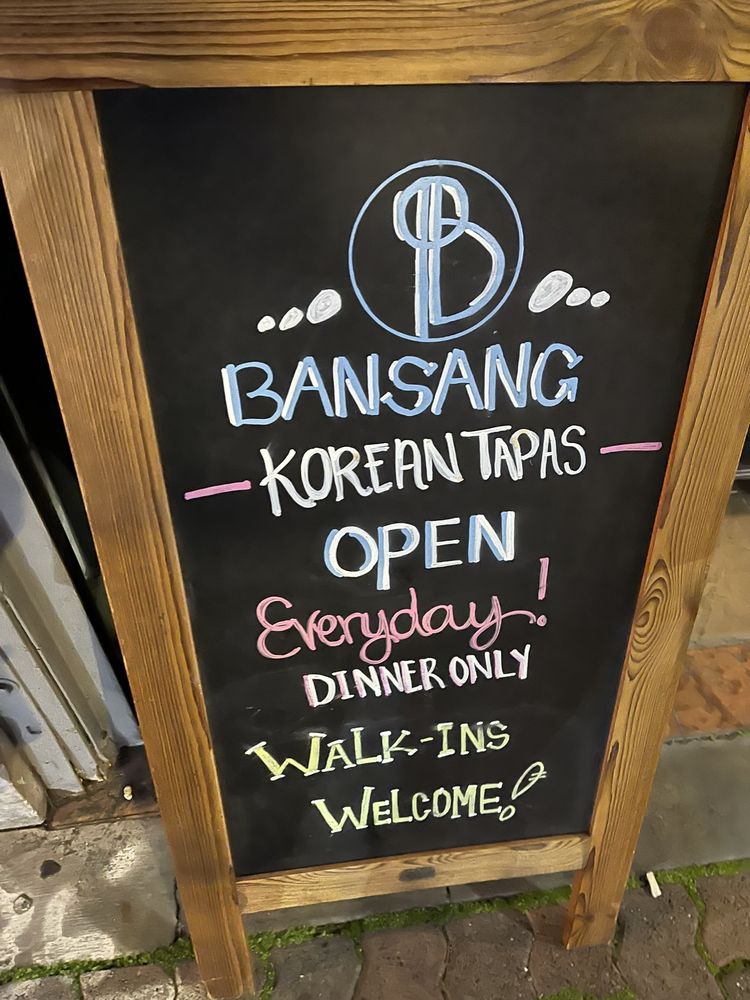 B
BANSANG
KOREAN TAPAS
OPEN
Everyday!
DINNER ONLY
WALK-INS
WELCOME!